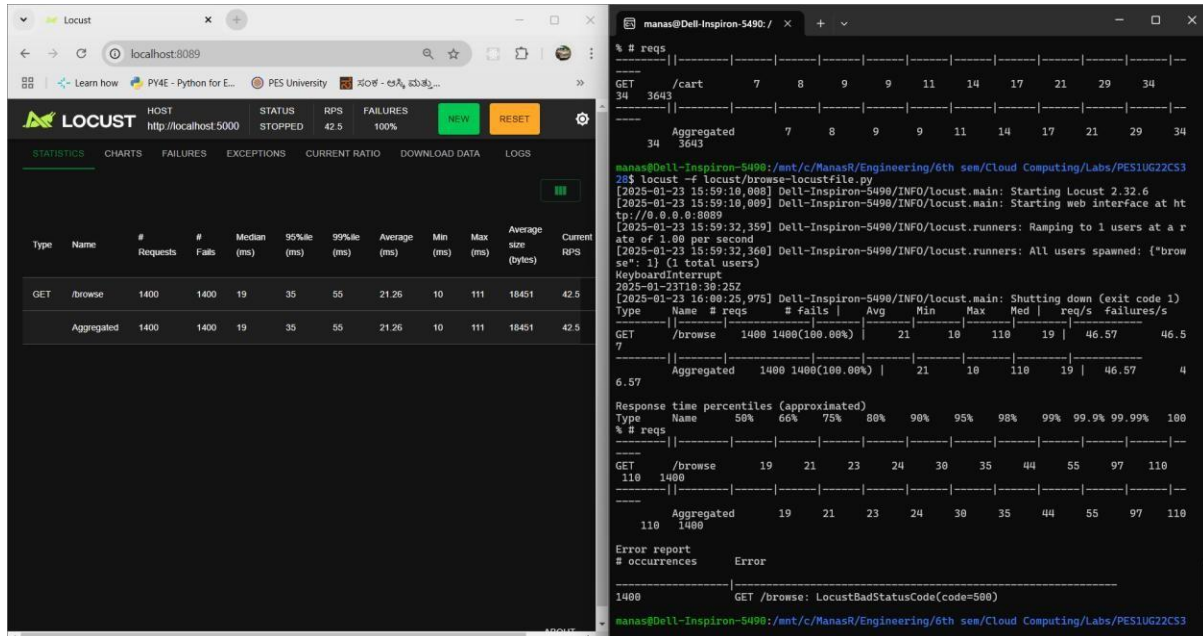 Locust
localhost:8089
Learn how
PY4E - Python for E...
PES University
ಸಂಕ - ಆಸ್ಕಿ ಮತ್ತು...
LOCUST
HOST
http://localhost:5000
STATUS
STOPPED
RPS
42.5
FAILURES
100%
NEW
RESET
STATISTICS CHARTS FAILURES EXCEPTIONS CURRENT RATIO DOWNLOAD DATA LOGS
Type Name # Requests # Fails Median (ms) 95%ile (ms) 99%ile (ms) Average (ms) Min (ms) Max (ms) Average size (bytes) Current RPS
GET /browse 1400 1400 19 35 55 21.26 10 111 18451 42.5
Aggregated 1400 1400 19 35 55 21.26 10 111 18451 42.5
manas@Dell-Inspiron-5490: /
% # reqs
--------||--------|------|------|------|------|------|------|------|------|------|--
----
GET /cart 7 8 9 9 11 14 17 21 29 34
34 3643
--------||--------|------|------|------|------|------|------|------|------|------|--
----
Aggregated 7 8 9 9 11 14 17 21 29 34
34 3643
manas@Dell-Inspiron-5490:/mnt/c/ManasR/Engineering/6th sem/Cloud Computing/Labs/PES1UG22CS3
28$ locust -f locust/browse-locustfile.py
[2025-01-23 15:59:10,008] Dell-Inspiron-5490/INFO/locust.main: Starting Locust 2.32.6
[2025-01-23 15:59:10,009] Dell-Inspiron-5490/INFO/locust.main: Starting web interface at ht
tp://0.0.0.0:8089
[2025-01-23 15:59:32,359] Dell-Inspiron-5490/INFO/locust.runners: Ramping to 1 users at a r
ate of 1.00 per second
[2025-01-23 15:59:32,360] Dell-Inspiron-5490/INFO/locust.runners: All users spawned: {"brow
se": 1} (1 total users)
KeyboardInterrupt
2025-01-23T10:30:25Z
[2025-01-23 16:00:25,975] Dell-Inspiron-5490/INFO/locust.main: Shutting down (exit code 1)
Type Name # reqs # fails | Avg Min Max Med | req/s failures/s
--------||-------|-------------|-------|-------|-------|-------|--------|-----------
GET /browse 1400 1400(100.00%) | 21 10 110 19 | 46.57 46.5
7
--------||-------|-------------|-------|-------|-------|-------|--------|-----------
Aggregated 1400 1400(100.00%) | 21 10 110 19 | 46.57 4
6.57
Response time percentiles (approximated)
Type Name 50% 66% 75% 80% 90% 95% 98% 99% 99.9% 99.99% 100
% # reqs
--------||--------|------|------|------|------|------|------|------|------|------|--
----
GET /browse 19 21 23 24 30 35 44 55 97 110
110 1400
--------||--------|------|------|------|------|------|------|------|------|------|--
----
Aggregated 19 21 23 24 30 35 44 55 97 110
110 1400
Error report
# occurrences Error
------------------|---------------------------------------------------------
1400 GET /browse: LocustBadStatusCode(code=500)
manas@Dell-Inspiron-5490:/mnt/c/ManasR/Engineering/6th sem/Cloud Computing/Labs/PES1UG22CS3